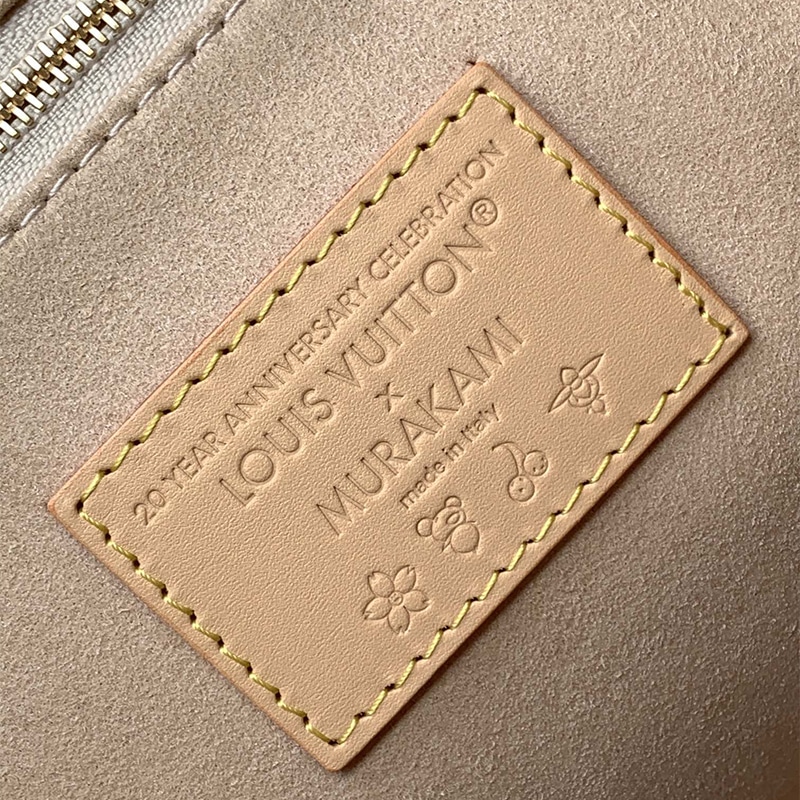 20 YEAR ANNIVERSARY CELEBRATION
LOUIS VUITTON®
x
MURAKAMI
made in Italy